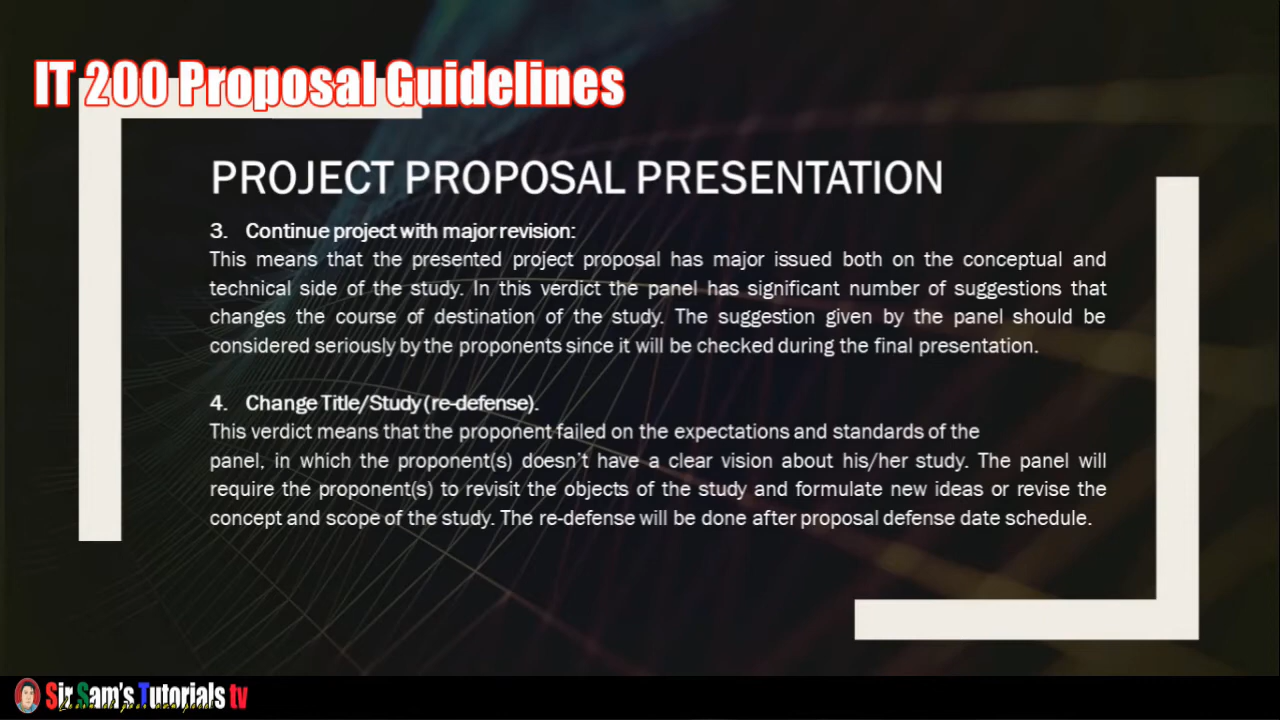 IT 200 Proposal Guidelines
PROJECT PROPOSAL PRESENTATION
3. Continue project with major revision:
This means that the presented project proposal has major issued both on the conceptual and
technical side of the study. In this verdict the panel has significant number of suggestions that
changes the course of destination of the study. The suggestion given by the panel should be
considered seriously by the proponents since it will be checked during the final presentation.
4. Change Title/Study (re-defense).
This verdict means that the proponent failed on the expectations and standards of the
panel, in which the proponent(s) doesn't have a clear vision about his/her study. The panel will
require the proponent(s) to revisit the objects of the study and formulate new ideas or revise the
concept and scope of the study. The re-defense will be done after proposal defense date schedule.
Sir Sam's Tutorials tv